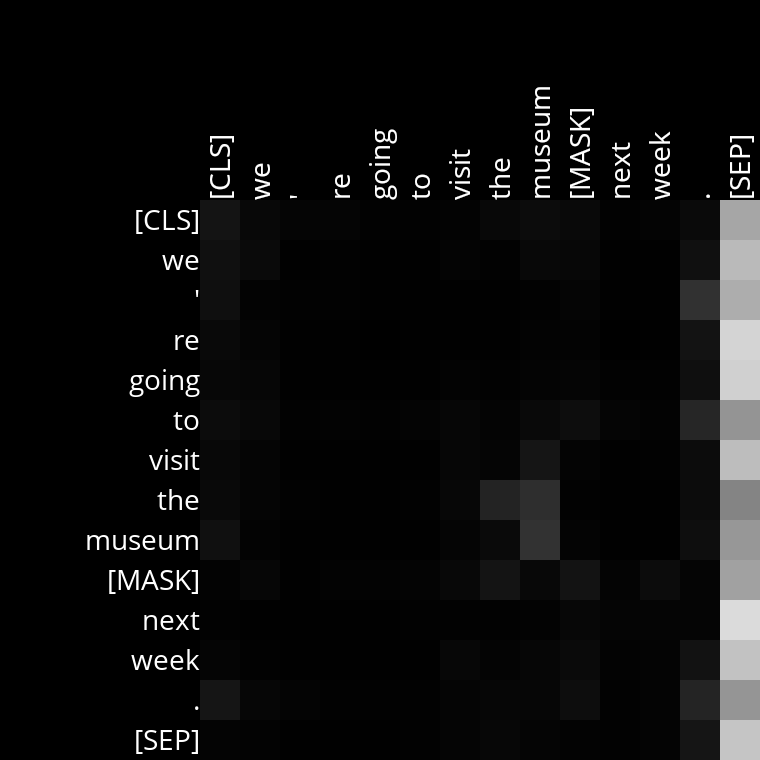 [CLS] we ' re going to visit the museum [MASK] next week . [SEP]
[CLS]
we
'
re
going
to
visit
the
museum
[MASK]
next
week
.
[SEP]